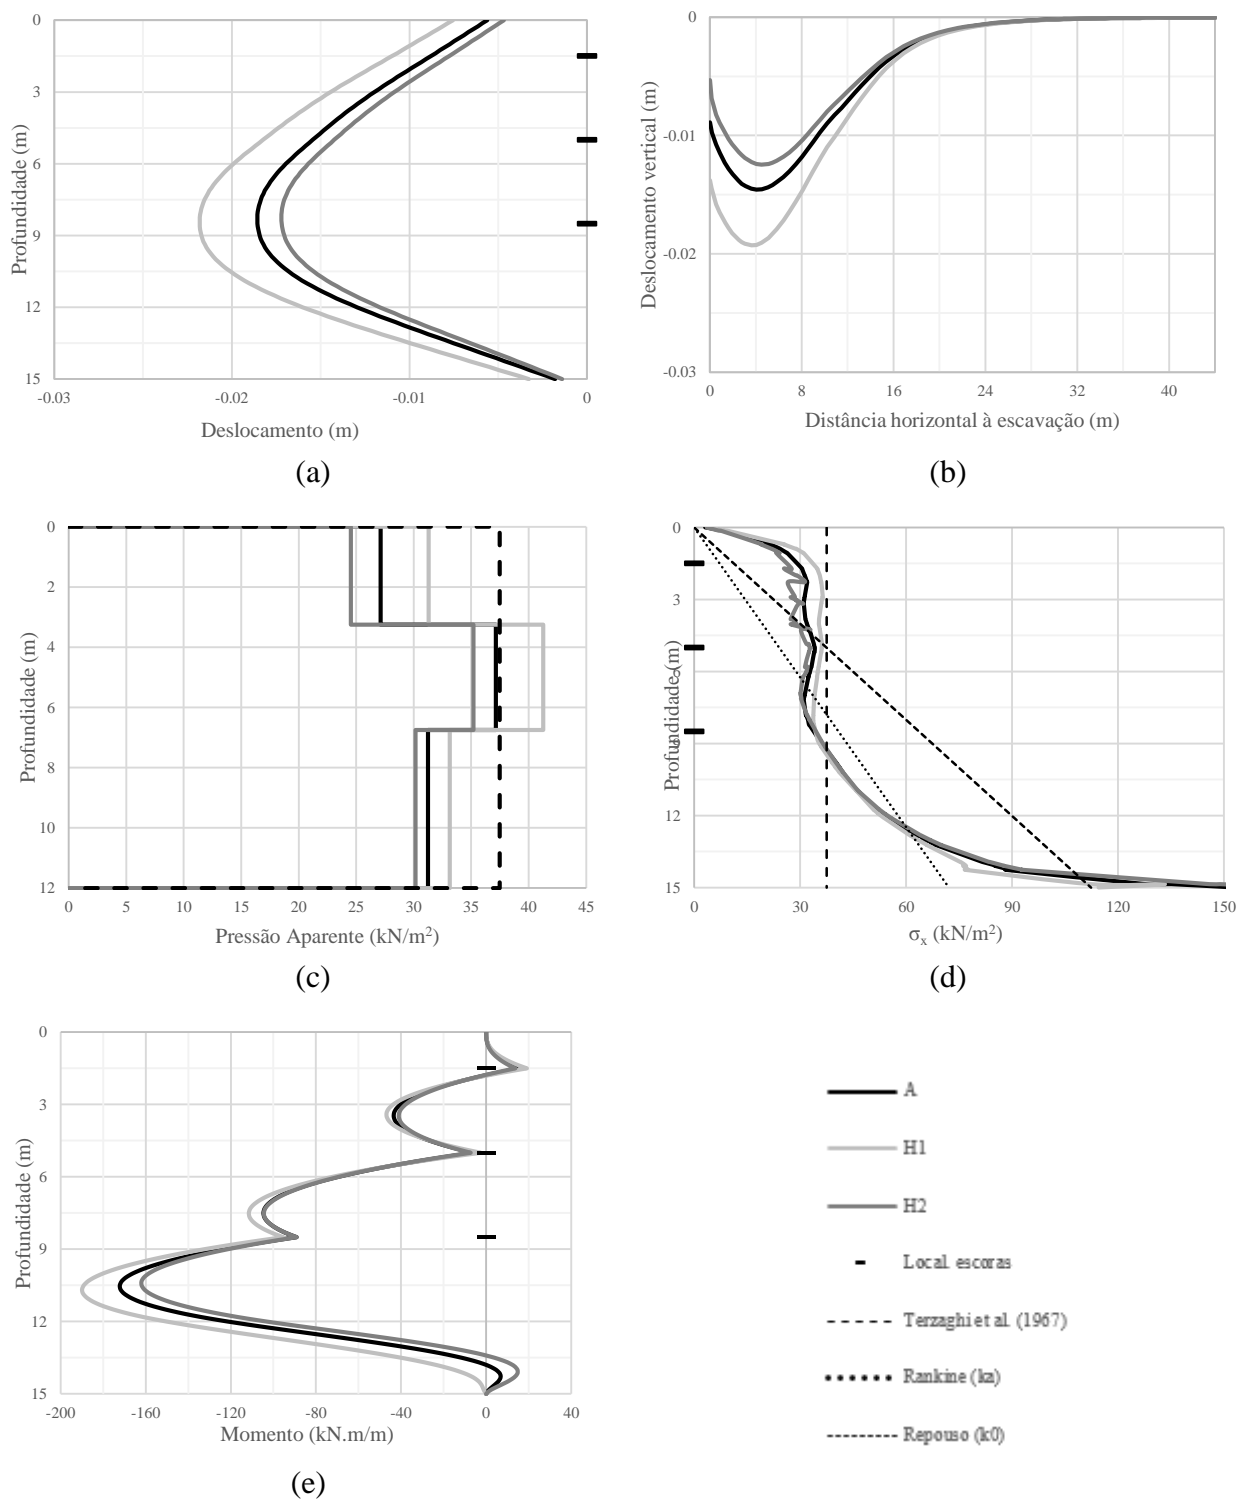 0
3
6
9
12
15
Profundidade (m)
-0.03
-0.02
-0.01
0
Deslocamento (m)
(a)
0
-0.01
-0.02
-0.03
Deslocamento vertical (m)
0
8
16
24
32
40
Distância horizontal à escavação (m)
(b)
0
2
4
6
8
10
12
Profundidade (m)
0
5
10
15
20
25
30
35
40
45
Pressão Aparente (kN/m²)
(c)
0
3
6
9
12
15
Profundidade (m)
0
30
60
90
120
150
σx (kN/m²)
(d)
0
3
6
9
12
15
Profundidade (m)
-200
-160
-120
-80
-40
0
40
Momento (kN.m/m)
(e)
A
H1
H2
Local. escoras
Terzaghi et al. (1967)
Rankine (ka)
Repouso (k0)